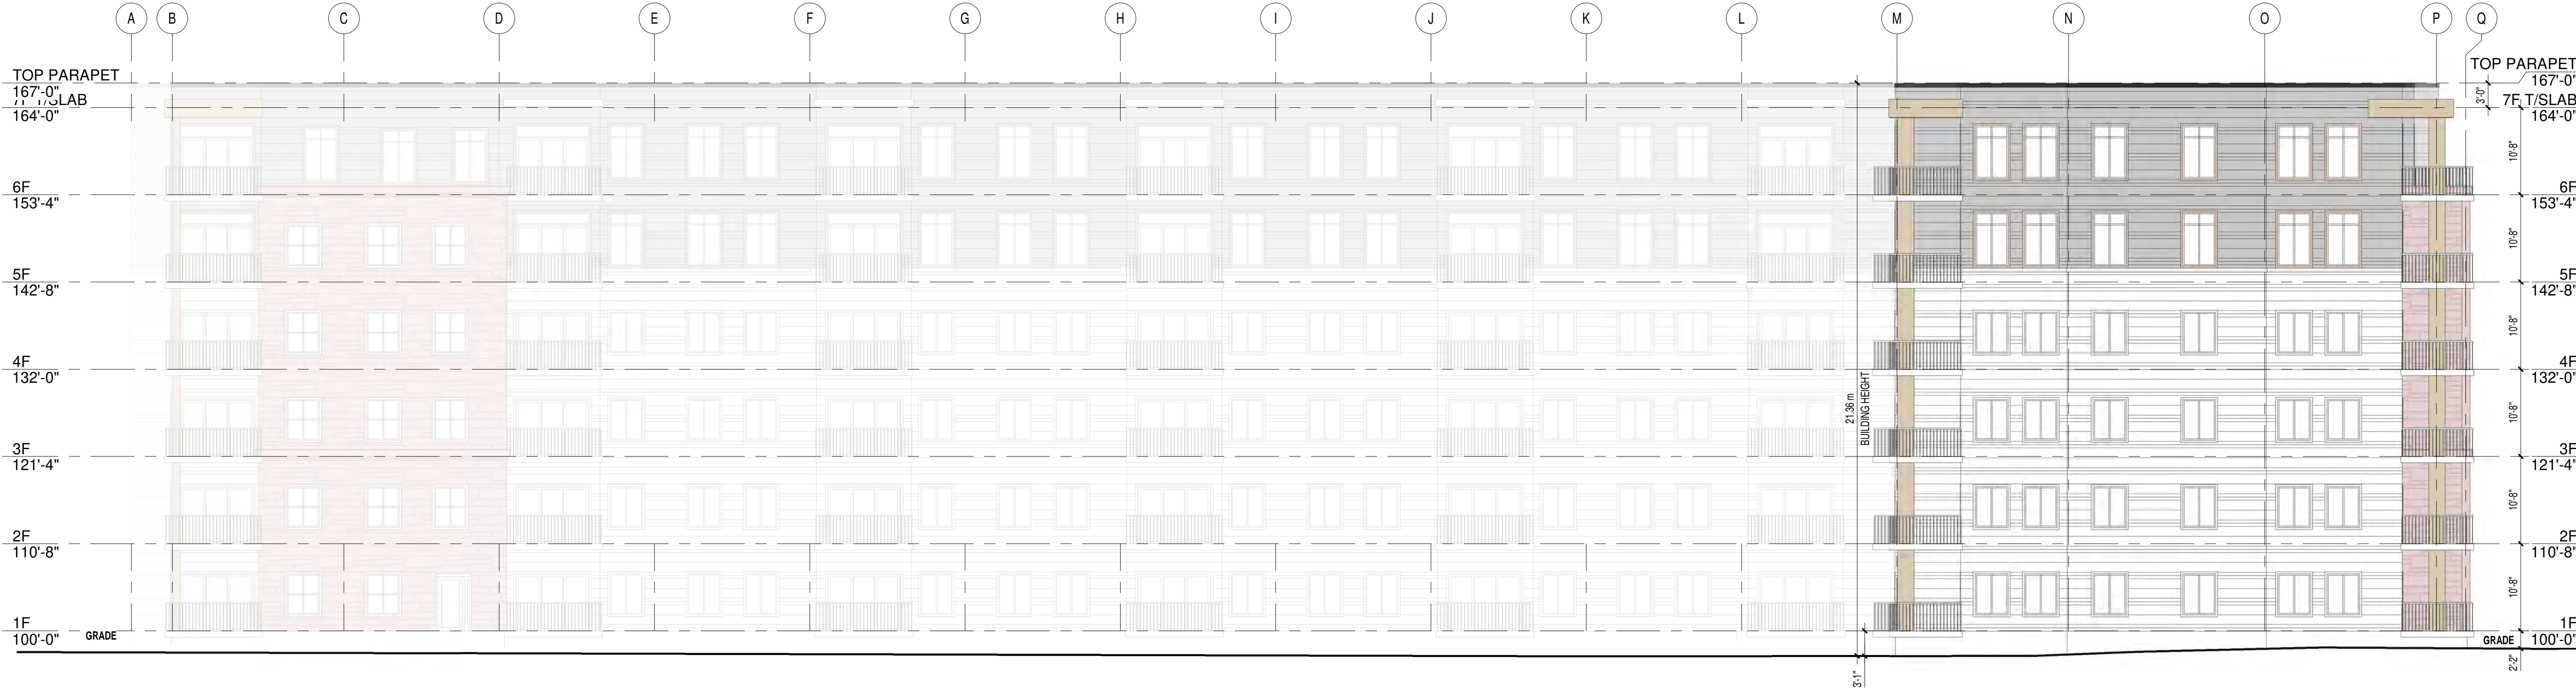 A B C D E F G H I J K L M N O P Q
TOP PARAPET
167'-0"
7F T/SLAB
164'-0"
6F
153'-4"
5F
142'-8"
4F
132'-0"
3F
121'-4"
2F
110'-8"
1F
100'-0"
GRADE
21.36 m
BUILDING HEIGHT
3'-1"
TOP PARAPET
167'-0"
3'-0"
7F T/SLAB
164'-0"
10'-8"
6F
153'-4"
10'-8"
5F
142'-8"
10'-8"
4F
132'-0"
10'-8"
3F
121'-4"
10'-8"
2F
110'-8"
10'-8"
1F
100'-0"
GRADE
2'-2"